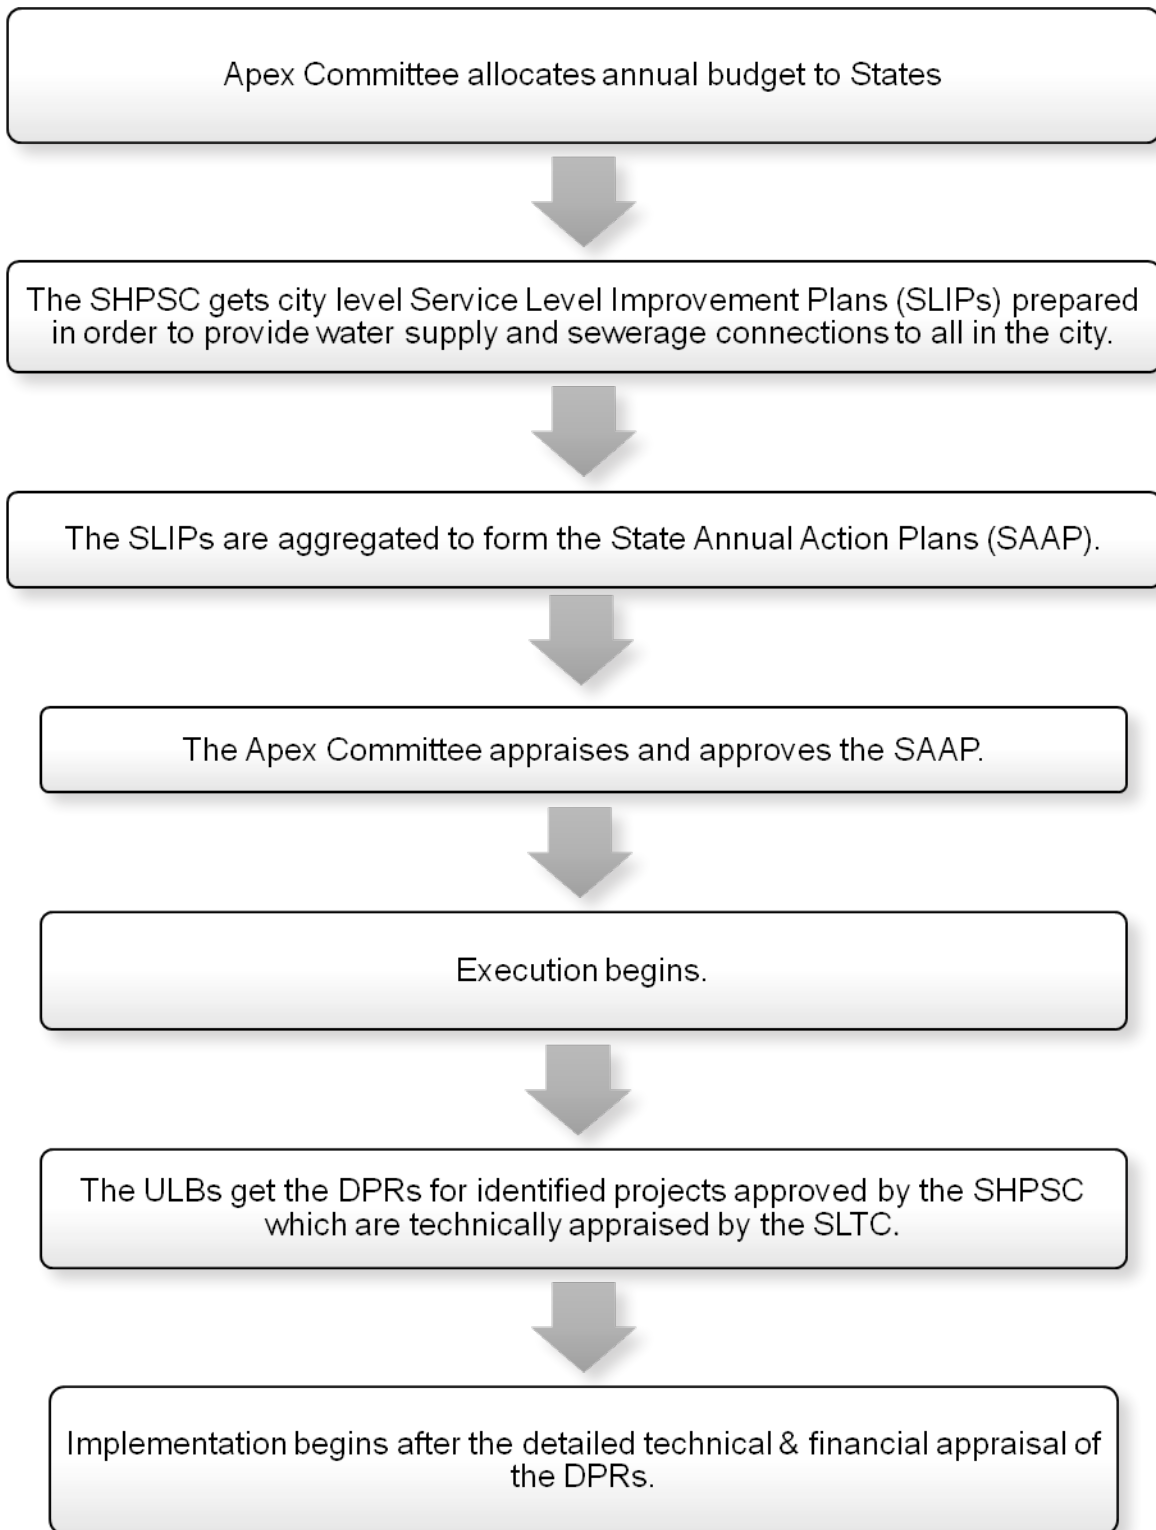 Apex Committee allocates annual budget to States
The SHPSC gets city level Service Level Improvement Plans (SLIPs) prepared
in order to provide water supply and sewerage connections to all in the city.
The SLIPs are aggregated to form the State Annual Action Plans (SAAP).
The Apex Committee appraises and approves the SAAP.
Execution begins.
The ULBs get the DPRs for identified projects approved by the SHPSC
which are technically appraised by the SLTC.
Implementation begins after the detailed technical & financial appraisal of
the DPRs.